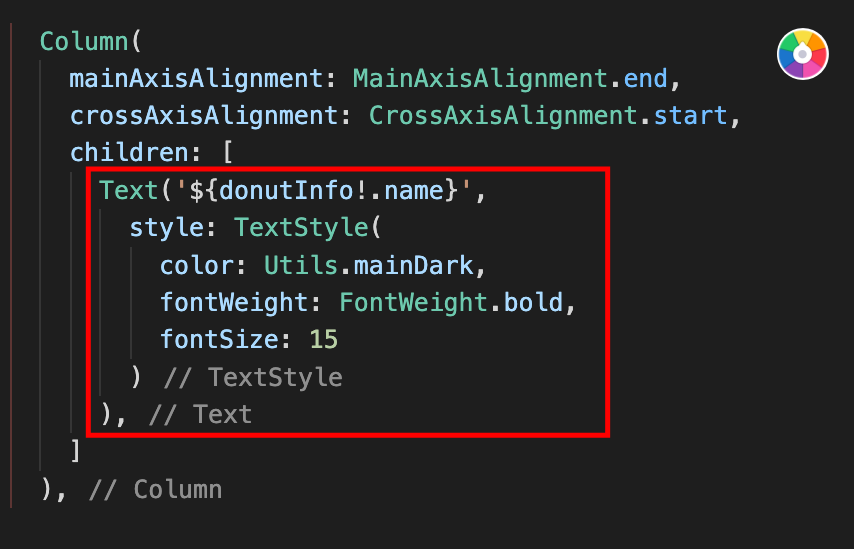 Column(
  mainAxisAlignment: MainAxisAlignment.end,
  crossAxisAlignment: CrossAxisAlignment.start,
  children: [
    Text('${donutInfo!.name}',
      style: TextStyle(
        color: Utils.mainDark,
        fontWeight: FontWeight.bold,
        fontSize: 15
      ) // TextStyle
    ), // Text
  ]
), // Column